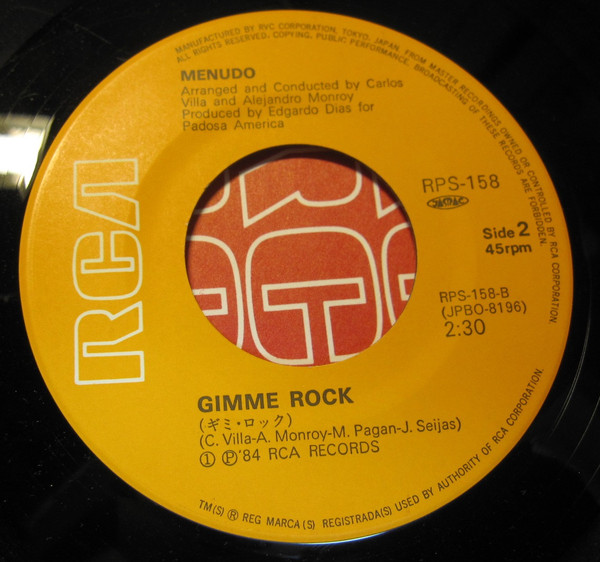 MANUFACTURED BY RVC CORPORATION, TOKYO, JAPAN, FROM MASTER RECORDINGS OWNED OR CONTROLLED BY RCA CORPORATION.
ALL RIGHTS RESERVED. COPYING, PUBLIC PERFORMANCE, BROADCASTING OF THESE RECORDS ARE FORBIDDEN.
MENUDO
Arranged and Conducted by Carlos
Villa and Alejandro Monroy
Produced by Edgardo Dias for
Padosa America
RCA
RPS-158
JASRAC
Side 2
45rpm
RPS-158-B
(JPBO-8196)
2:30
GIMME ROCK
(ギミ・ロック)
(C. Villa-A. Monroy-M. Pagan-J. Seijas)
① Ⓟ'84 RCA RECORDS
TM(S) ® REG MARCA(S) REGISTRADA(S) USED BY AUTHORITY OF RCA CORPORATION.